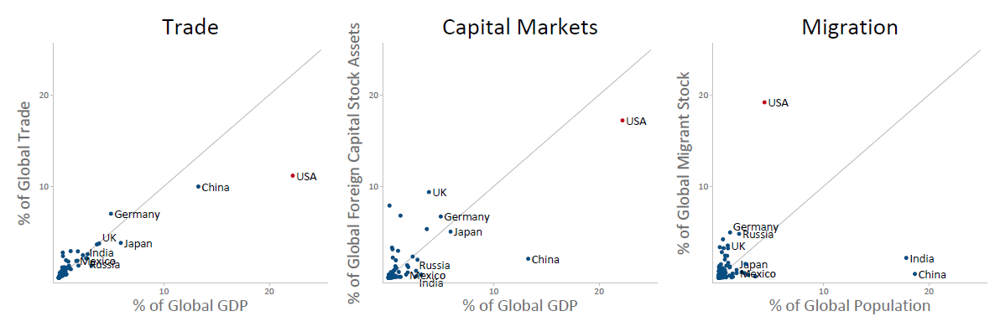 Trade
% of Global Trade
20
10
USA
China
Germany
UK
Japan
India
Mexico
Russia
10
20
% of Global GDP
Capital Markets
% of Global Foreign Capital Stock Assets
20
10
USA
UK
Germany
Japan
China
Russia
Mexico
India
10
20
% of Global GDP
Migration
% of Global Migrant Stock
20
10
USA
Germany
Russia
UK
India
Japan
Mexico
China
10
20
% of Global Population